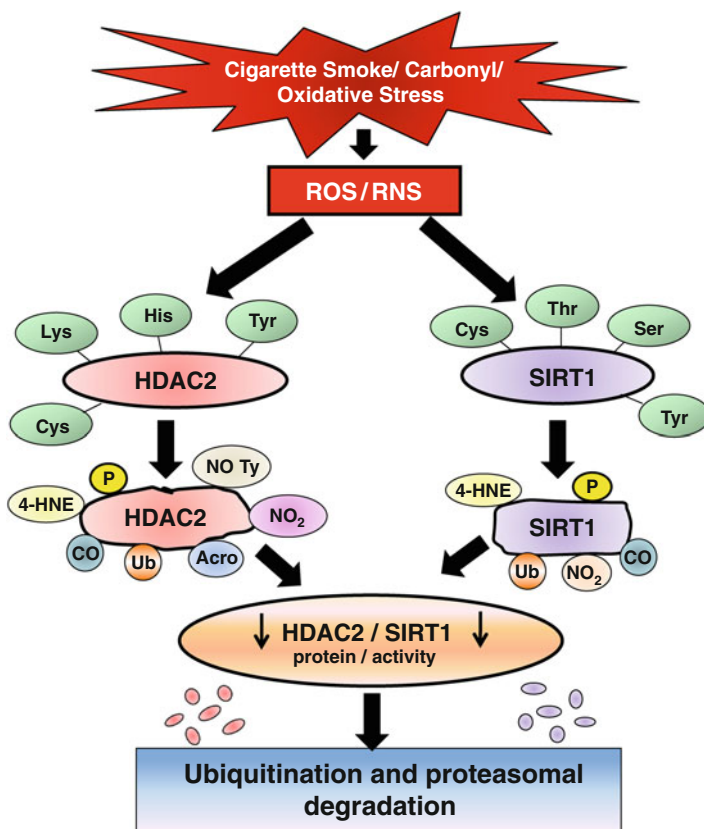 Cigarette Smoke/ Carbonyl/
Oxidative Stress
ROS / RNS
Lys
His
Tyr
Cys
HDAC2
Cys
Thr
Ser
Tyr
SIRT1
P
NO Ty
4-HNE
HDAC2
NO2
CO
Ub
Acro
4-HNE
P
SIRT1
Ub
NO2
CO
↓ HDAC2 / SIRT1 ↓
protein / activity
Ubiquitination and proteasomal
degradation